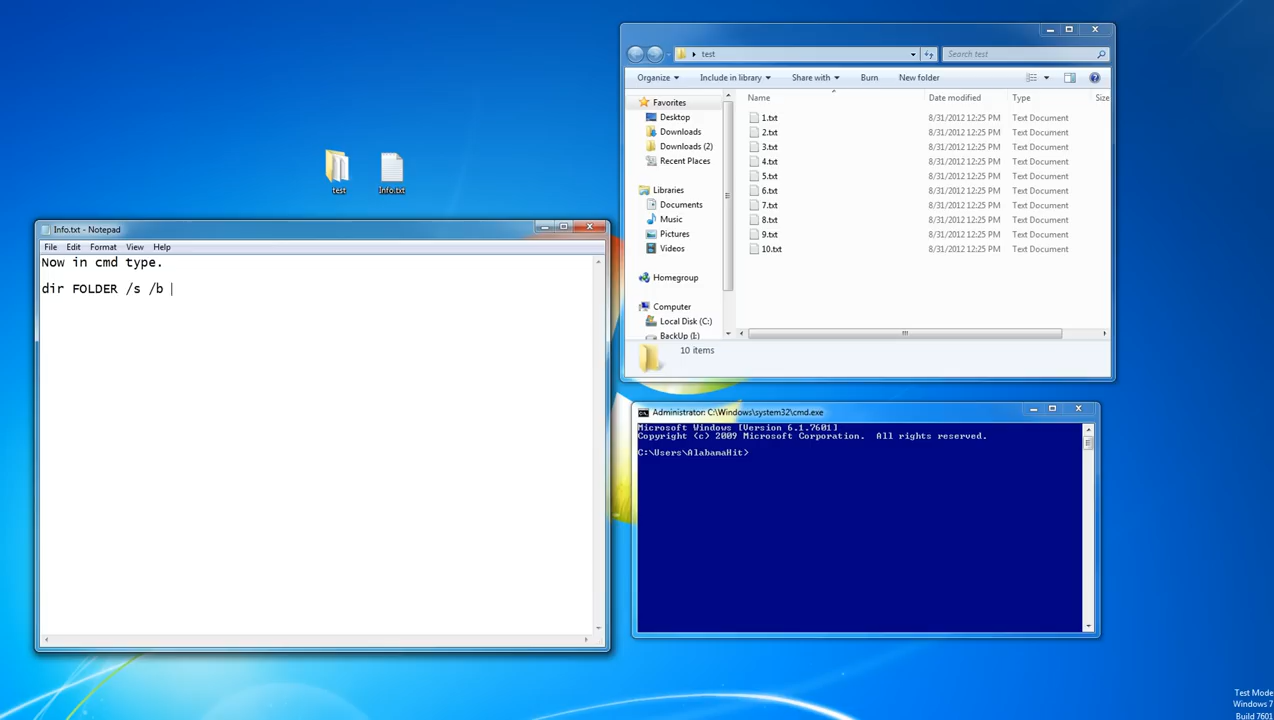 test
Info.txt
Info.txt - Notepad
File Edit Format View Help
Now in cmd type.
dir FOLDER /s /b
test
Search test
Organize Include in library Share with Burn New folder
Name Date modified Type Size
Favorites
Desktop
Downloads
Downloads (2)
Recent Places
Libraries
Documents
Music
Pictures
Videos
Homegroup
Computer
Local Disk (C:)
BackUp (E:)
1.txt 8/31/2012 12:25 PM Text Document
2.txt 8/31/2012 12:25 PM Text Document
3.txt 8/31/2012 12:25 PM Text Document
4.txt 8/31/2012 12:25 PM Text Document
5.txt 8/31/2012 12:25 PM Text Document
6.txt 8/31/2012 12:25 PM Text Document
7.txt 8/31/2012 12:25 PM Text Document
8.txt 8/31/2012 12:25 PM Text Document
9.txt 8/31/2012 12:25 PM Text Document
10.txt 8/31/2012 12:25 PM Text Document
10 items
Administrator: C:\Windows\system32\cmd.exe
Microsoft Windows [Version 6.1.7601]
Copyright (c) 2009 Microsoft Corporation. All rights reserved.
C:\Users\AlabamaHit>
Test Mode
Windows 7
Build 7601